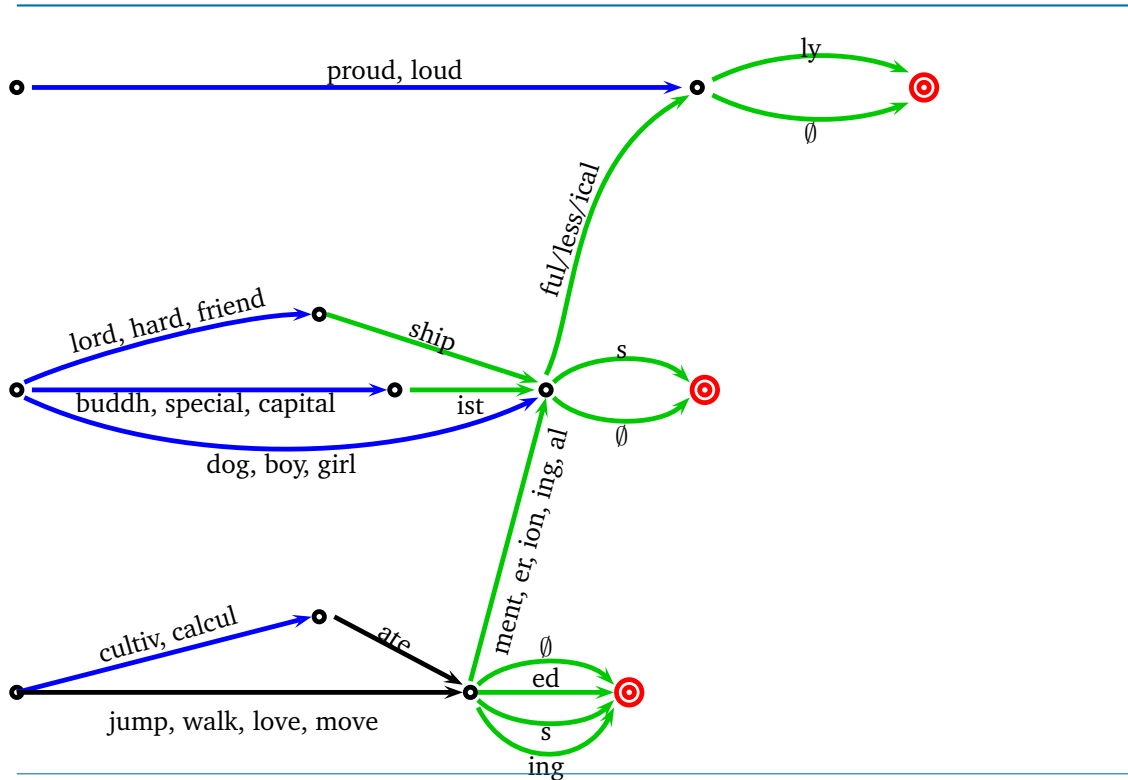 ly
proud, loud
∅
ful/less/ical
lord, hard, friend
ship
s
buddh, special, capital
ist
∅
dog, boy, girl
ment, er, ion, ing, al
cultiv, calcul
ate
∅
ed
jump, walk, love, move
s
ing